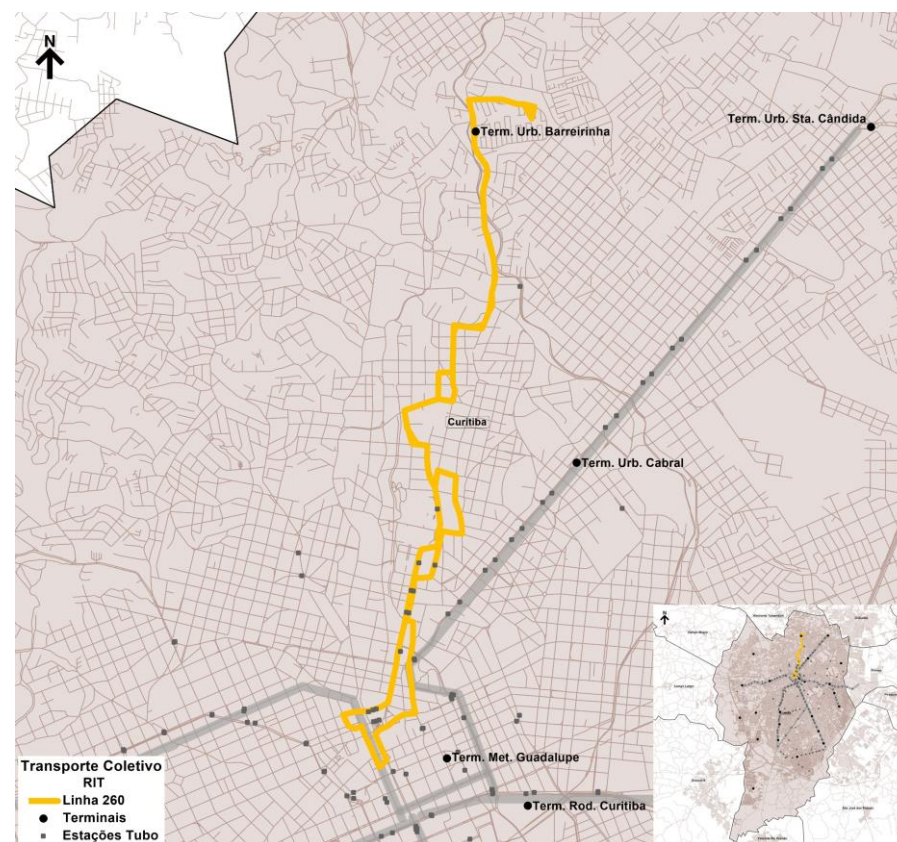 N
Term. Urb. Barreirinha
Term. Urb. Sta. Cândida
Curitiba
Term. Urb. Cabral
N
Term. Met. Guadalupe
Term. Rod. Curitiba
Transporte Coletivo
RIT
Linha 260
Terminais
Estações Tubo